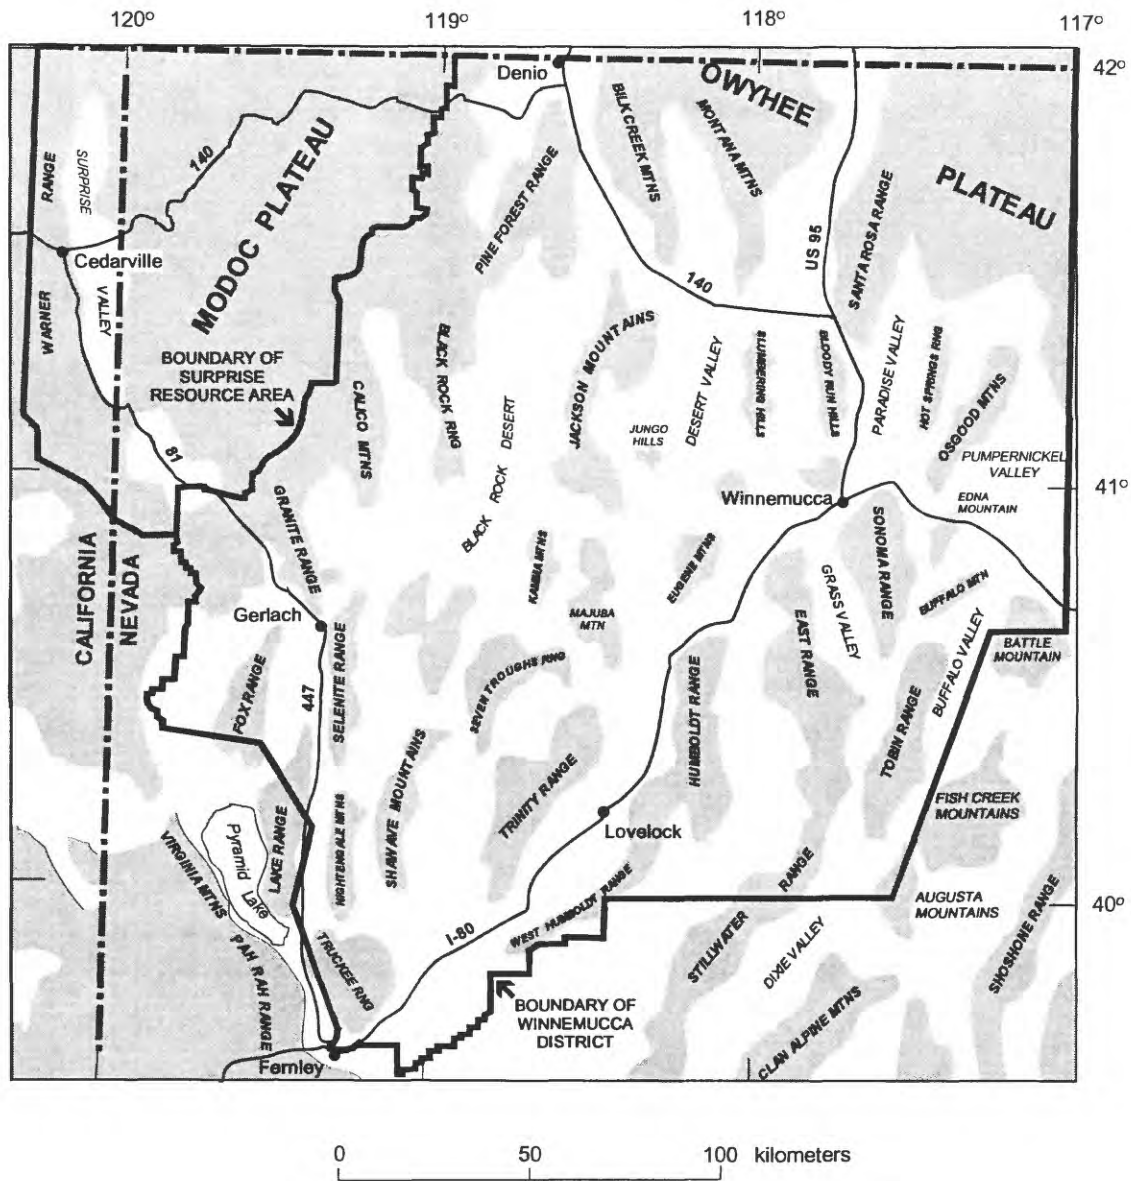 120°
119°
118°
117°
42°
Denio
OWYHEE
PLATEAU
BILK CREEK MTNS
MONTANA MTNS
MODOC PLATEAU
140
RANGE
SURPRISE
Cedarville
WARNER
VALLEY
PINE FOREST RANGE
US 95
SANTA ROSA RANGE
140
BOUNDARY OF
SURPRISE
RESOURCE AREA
CALICO MTNS
BLACK ROCK RNG
BLACK ROCK DESERT
JACKSON MOUNTAINS
JUNGO
HILLS
DESERT VALLEY
SLUMBERING HILLS
BLOODY RUN HILLS
PARADISE VALLEY
HOT SPRINGS RNG
OSGOOD MTNS
PUMPERNICKEL
VALLEY
81
41°
Winnemucca
EDNA
MOUNTAIN
GRANITE RANGE
KAMMA MTNS
EUGENE MTNS
SONOMA RANGE
CALIFORNIA
NEVADA
Gerlach
MAJUBA
MTN
GRASS VALLEY
BUFFALO MTN
EAST RANGE
BATTLE
MOUNTAIN
FOX RANGE
447
SELENITE RANGE
SEVEN TROUGHS RNG
HUMBOLDT RANGE
TOBIN RANGE
BUFFALO VALLEY
SHAWAVE MOUNTAINS
TRINITY RANGE
FISH CREEK
MOUNTAINS
Lovelock
VIRGINIA MTNS
Pyramid Lake
LAKE RANGE
NIGHTENGALE MTNS
RANGE
AUGUSTA
MOUNTAINS
40°
I-80
WEST HUMBOLDT RANGE
STILLWATER
DIXIE VALLEY
SHOSHONE RANGE
PAH RAH RANGE
TRUCKEE RNG
BOUNDARY OF
WINNEMUCCA
DISTRICT
CLAN ALPINE MTNS
Fernley
0 50 100 kilometers